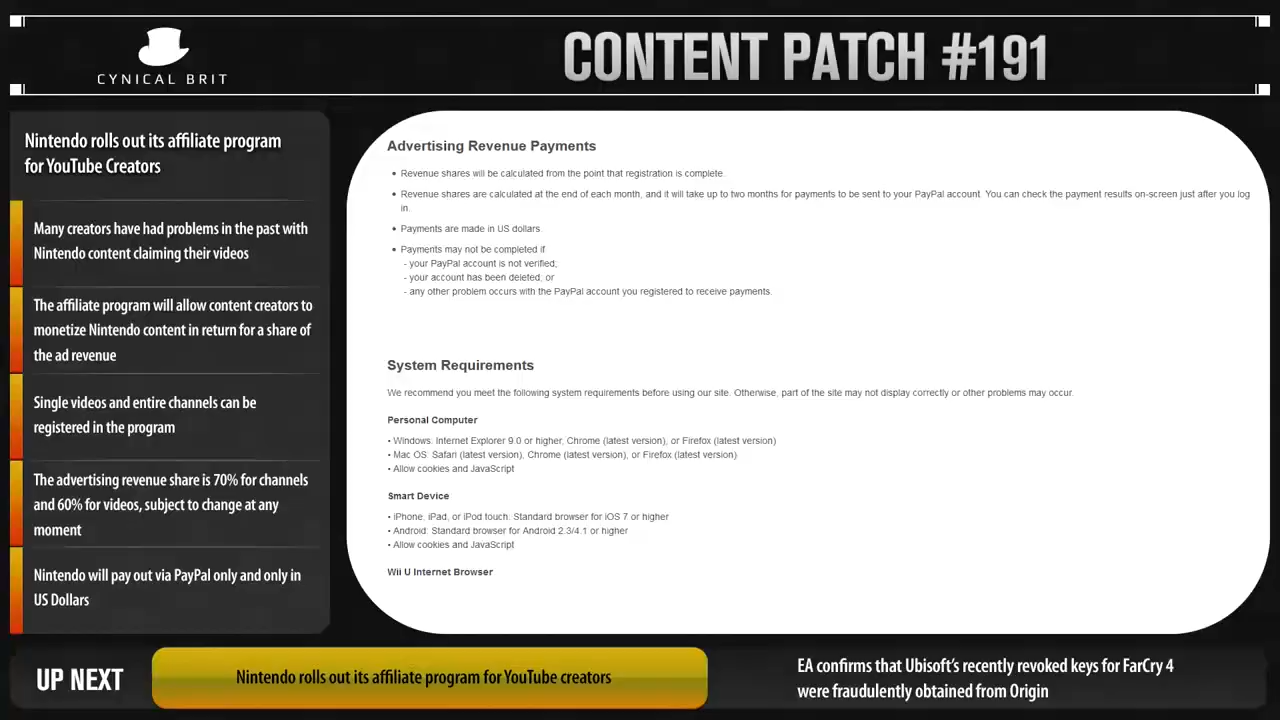 CYNICAL BRIT
CONTENT PATCH #191
Nintendo rolls out its affiliate program
for YouTube Creators
Many creators have had problems in the past with
Nintendo content claiming their videos
The affiliate program will allow content creators to
monetize Nintendo content in return for a share of
the ad revenue
Single videos and entire channels can be
registered in the program
The advertising revenue share is 70% for channels
and 60% for videos, subject to change at any
moment
Nintendo will pay out via PayPal only and only in
US Dollars
Advertising Revenue Payments
• Revenue shares will be calculated from the point that registration is complete.
• Revenue shares are calculated at the end of each month, and it will take up to two months for payments to be sent to your PayPal account. You can check the payment results on-screen just after you log
in.
• Payments are made in US dollars.
• Payments may not be completed if
- your PayPal account is not verified;
- your account has been deleted; or
- any other problem occurs with the PayPal account you registered to receive payments.
System Requirements
We recommend you meet the following system requirements before using our site. Otherwise, part of the site may not display correctly or other problems may occur.
Personal Computer
• Windows: Internet Explorer 9.0 or higher, Chrome (latest version), or Firefox (latest version)
• Mac OS: Safari (latest version), Chrome (latest version), or Firefox (latest version)
• Allow cookies and JavaScript
Smart Device
• iPhone, iPad, or iPod touch: Standard browser for iOS 7 or higher
• Android: Standard browser for Android 2.3/4.1 or higher
• Allow cookies and JavaScript
Wii U Internet Browser
UP NEXT
Nintendo rolls out its affiliate program for YouTube creators
EA confirms that Ubisoft's recently revoked keys for FarCry 4
were fraudulently obtained from Origin